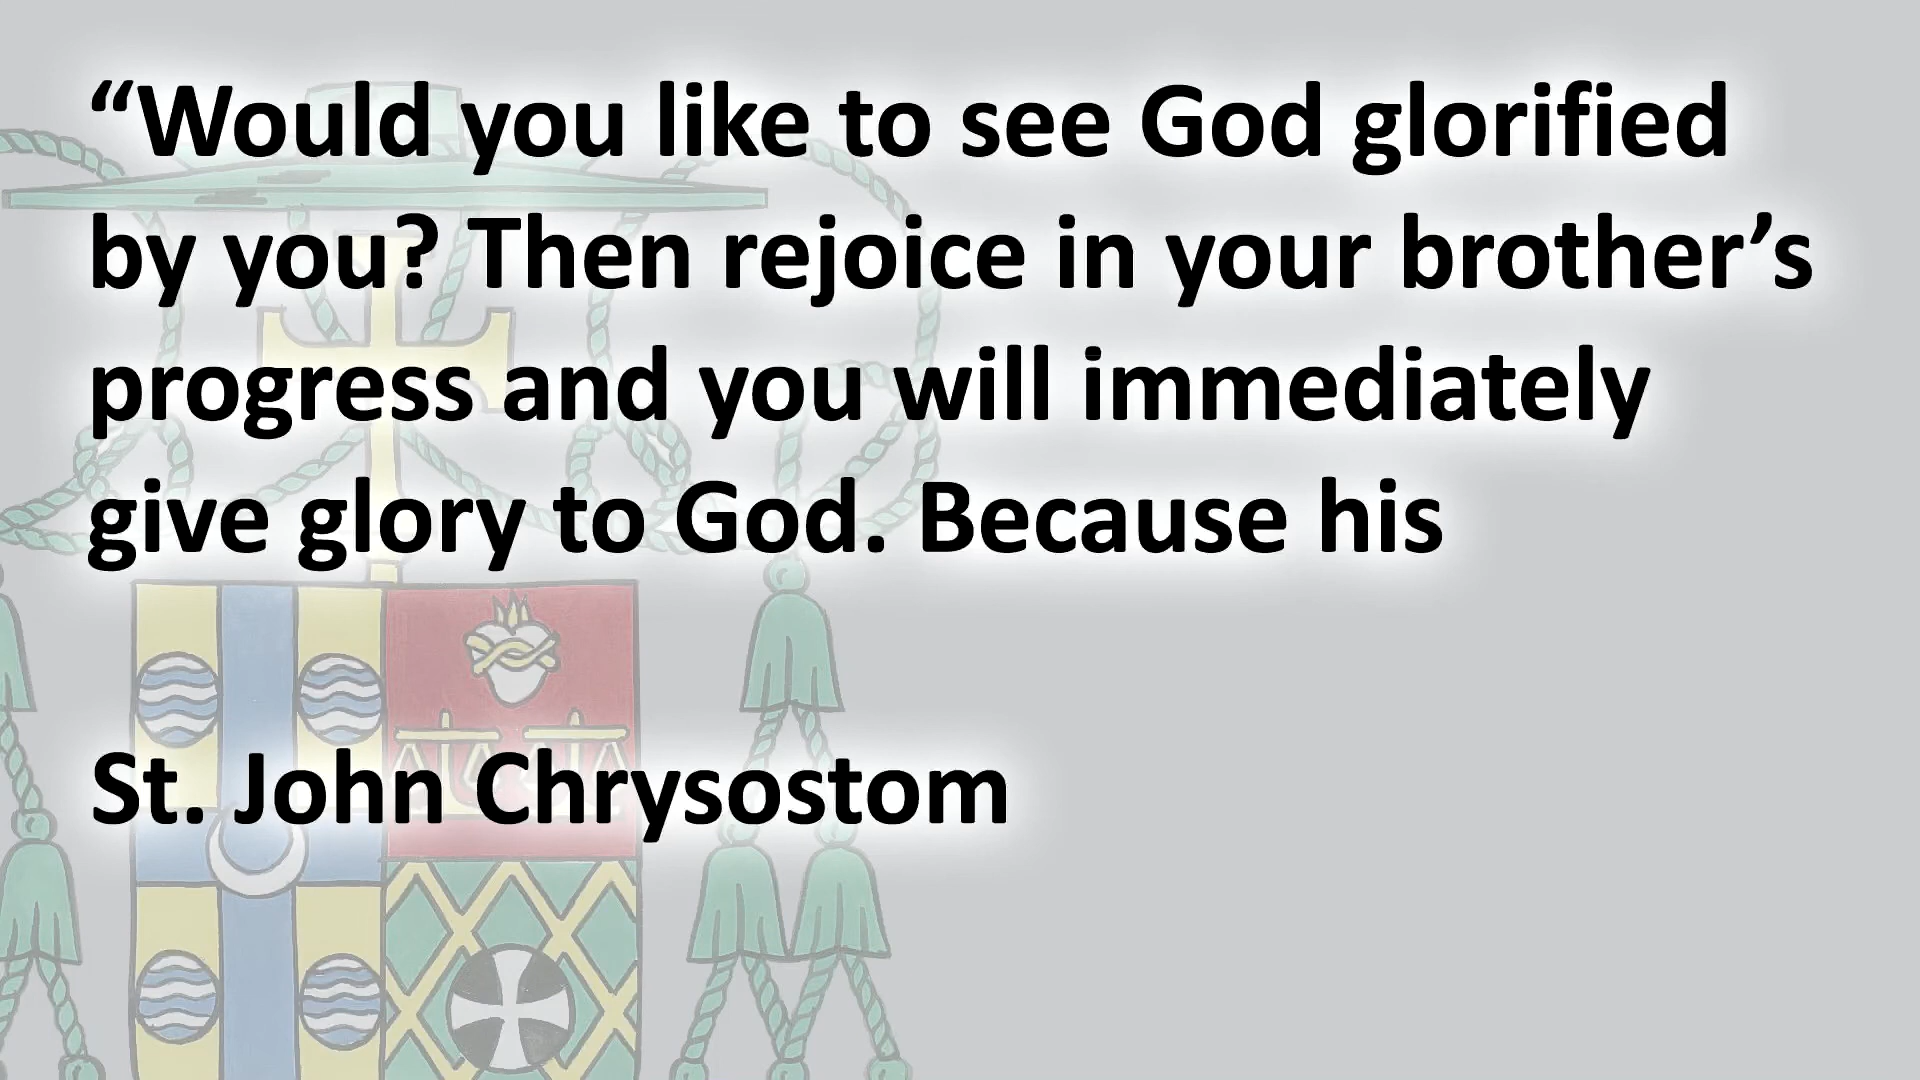 “Would you like to see God glorified
by you? Then rejoice in your brother’s
progress and you will immediately
give glory to God. Because his
St. John Chrysostom